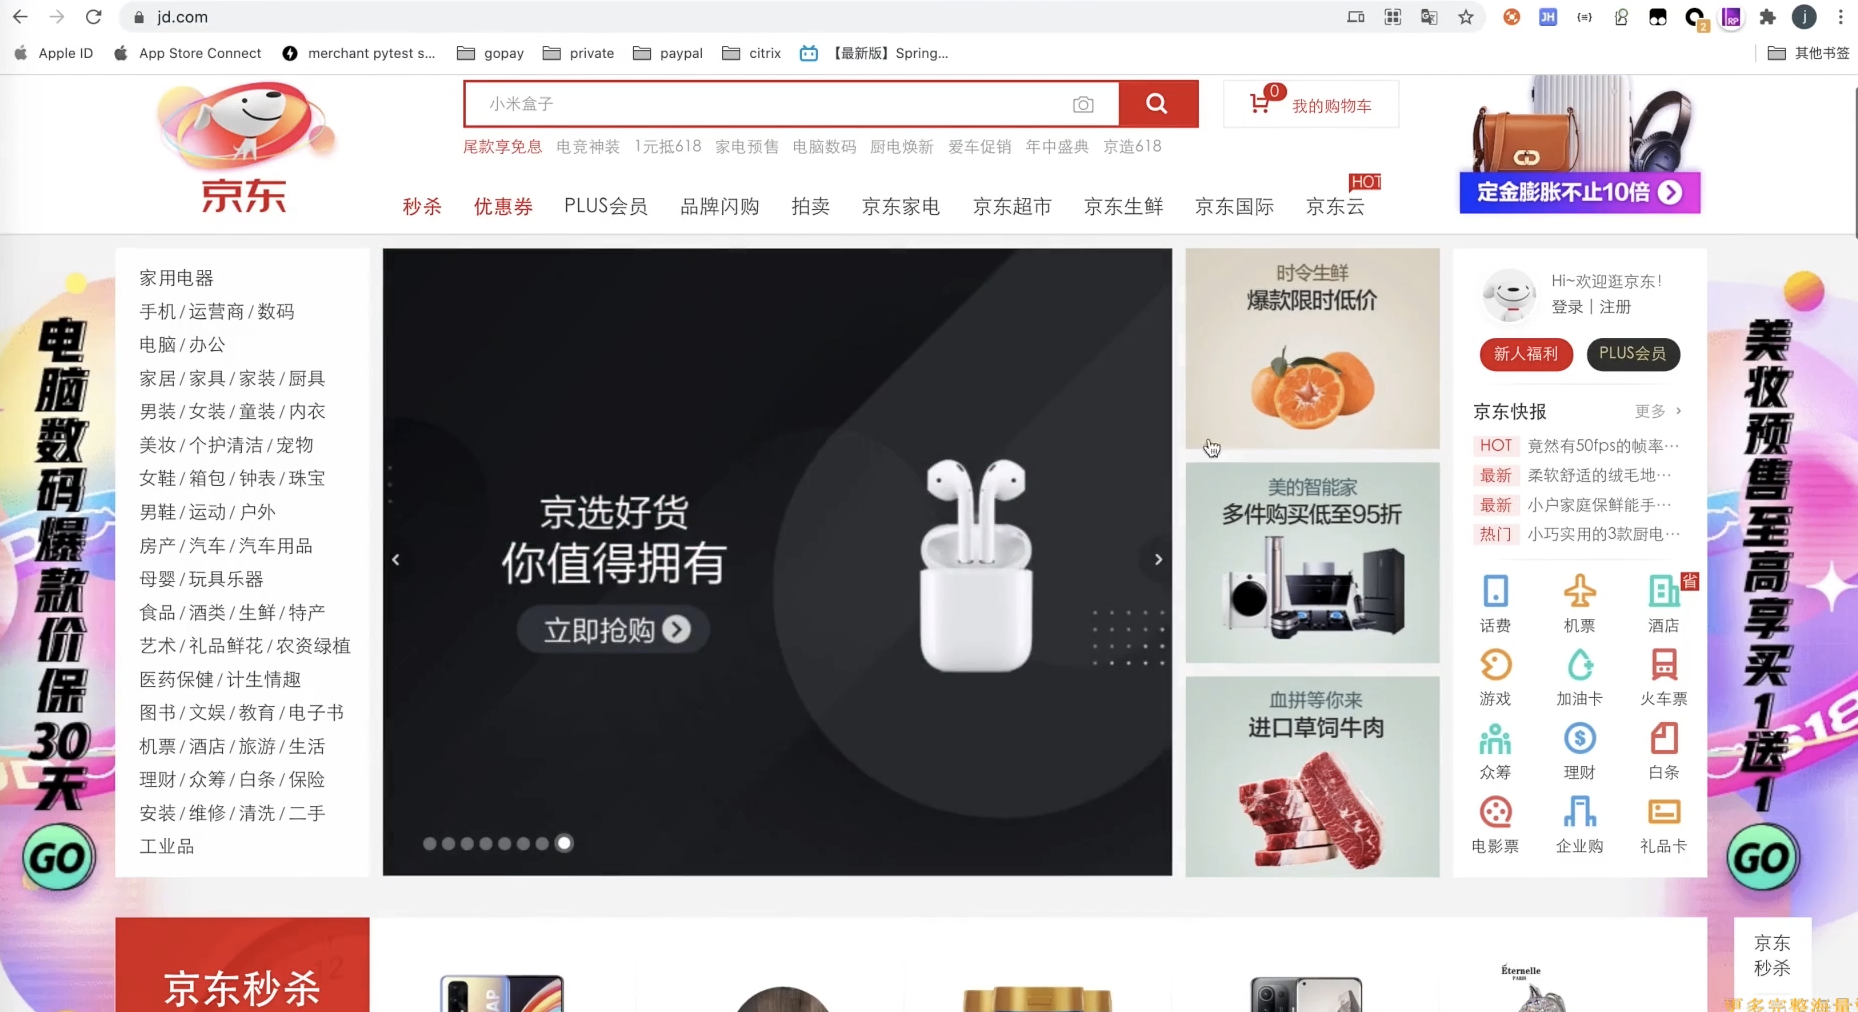 jd.com
Apple ID
App Store Connect
merchant pytest s...
gopay
private
paypal
citrix
【最新版】Spring...
其他书签
京东
小米盒子
0
我的购物车
尾款享免息 电竞神装 1元抵618 家电预售 电脑数码 厨电焕新 爱车促销 年中盛典 京造618
HOT
秒杀 优惠券 PLUS会员 品牌闪购 拍卖 京东家电 京东超市 京东生鲜 京东国际 京东云
定金膨胀不止10倍
电脑数码爆款价保30天
GO
家用电器
手机/运营商/数码
电脑/办公
家居/家具/家装/厨具
男装/女装/童装/内衣
美妆/个护清洁/宠物
女鞋/箱包/钟表/珠宝
男鞋/运动/户外
房产/汽车/汽车用品
母婴/玩具乐器
食品/酒类/生鲜/特产
艺术/礼品鲜花/农资绿植
医药保健/计生情趣
图书/文娱/教育/电子书
机票/酒店/旅游/生活
理财/众筹/白条/保险
安装/维修/清洗/二手
工业品
京选好货
你值得拥有
立即抢购
时令生鲜
爆款限时低价
美的智能家
多件购买低至95折
血拼等你来
进口草饲牛肉
Hi~欢迎逛京东!
登录|注册
新人福利 PLUS会员
京东快报 更多
HOT 竟然有50fps的帧率...
最新 柔软舒适的绒毛地...
最新 小户家庭保鲜能手...
热门 小巧实用的3款厨电...
省
话费 机票 酒店
游戏 加油卡 火车票
众筹 理财 白条
电影票 企业购 礼品卡
美妆预售至高享买1送1
GO
京东秒杀
Éternelle
PARIS
京东
秒杀